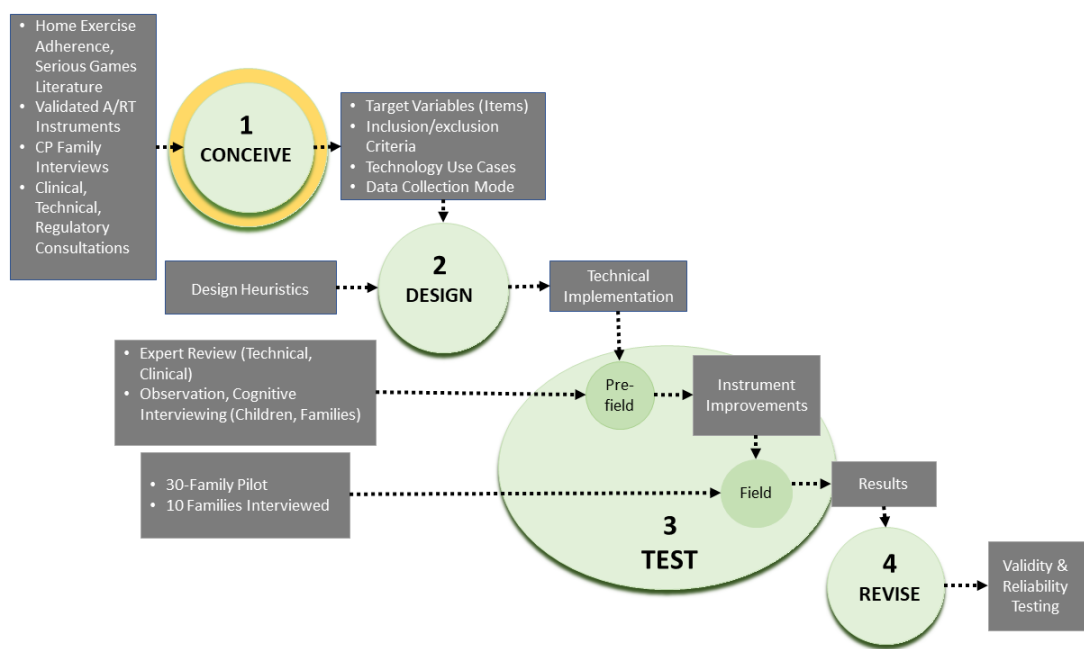 • Home Exercise
Adherence,
Serious Games
Literature
• Validated A/RT
Instruments
• CP Family
Interviews
• Clinical,
Technical,
Regulatory
Consultations
1
CONCEIVE
• Target Variables (Items)
• Inclusion/exclusion
Criteria
• Technology Use Cases
• Data Collection Mode
Design Heuristics
2
DESIGN
Technical
Implementation
• Expert Review (Technical,
Clinical)
• Observation, Cognitive
Interviewing (Children, Families)
Pre-
field
Instrument
Improvements
• 30-Family Pilot
• 10 Families Interviewed
Field
Results
3
TEST
4
REVISE
Validity &
Reliability
Testing